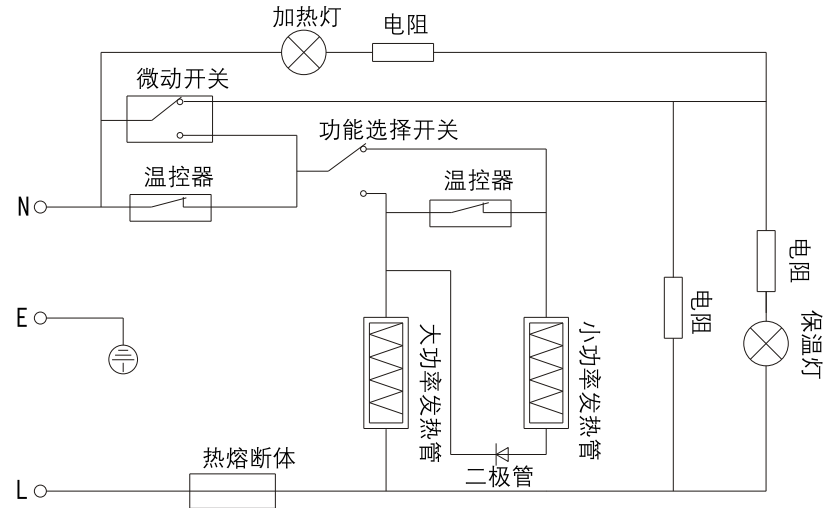 加热灯
电阻
微动开关
功能选择开关
温控器
温控器
N
电阻
电阻
E
保温灯
大功率发热管
小功率发热管
热熔断体
二极管
L